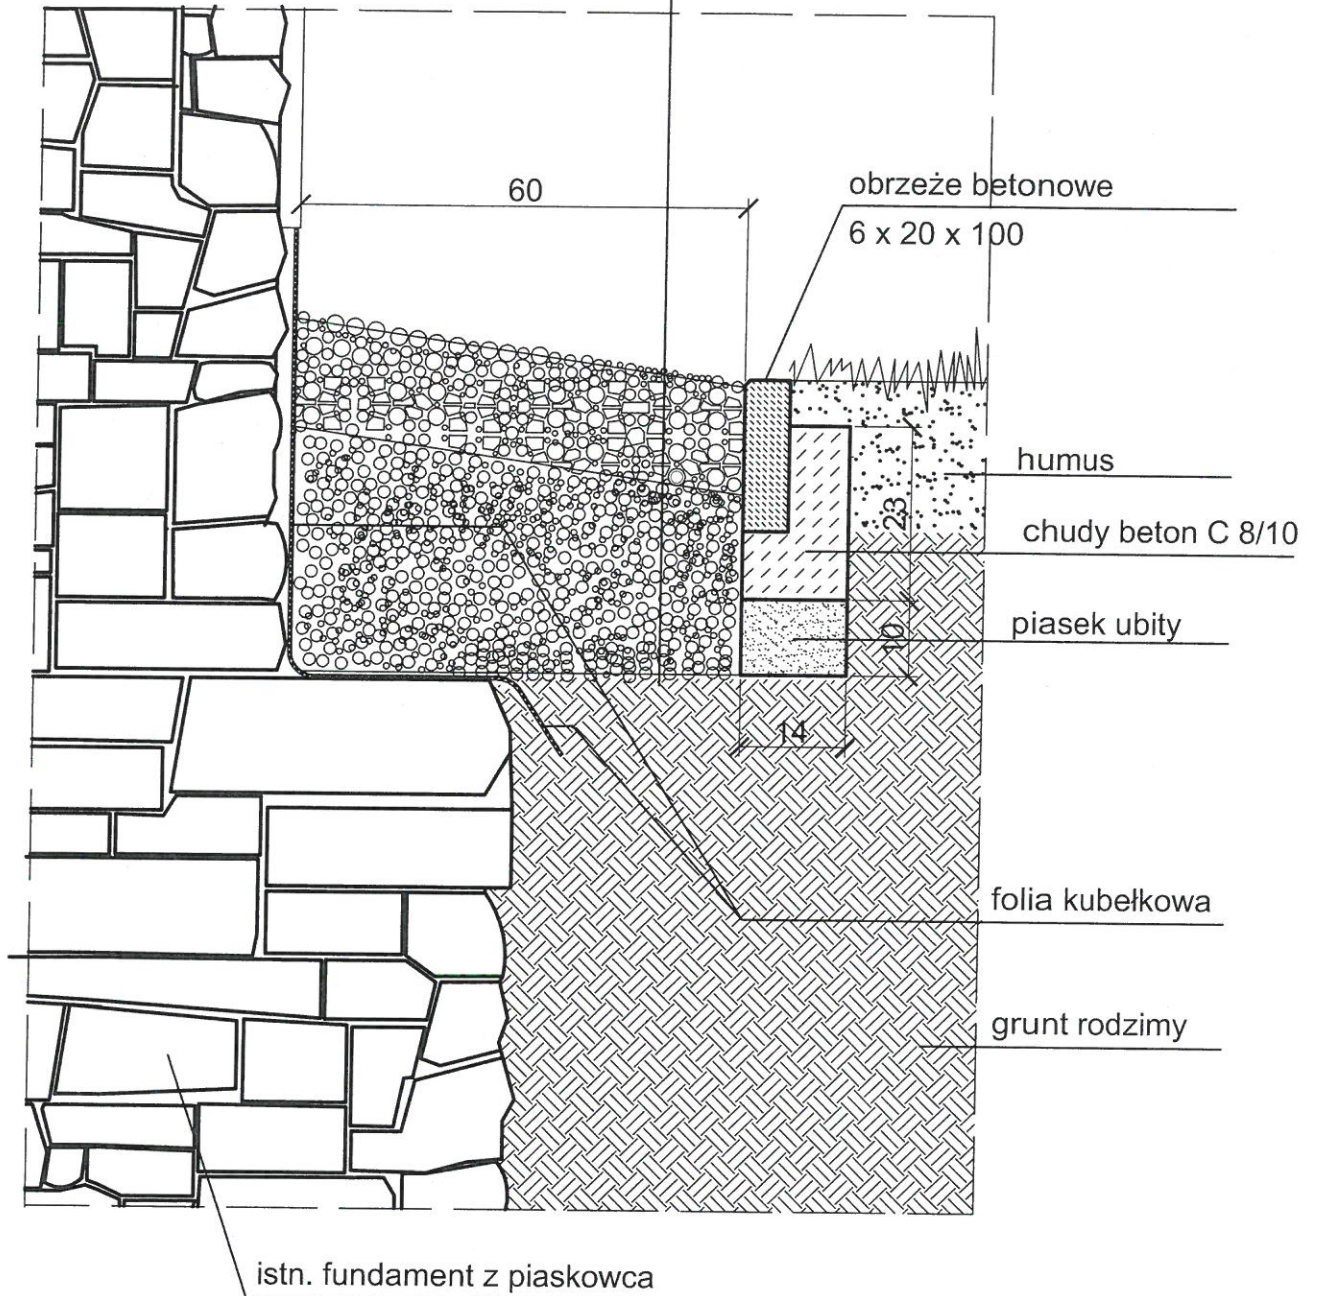 60
obrzeże betonowe
6 x 20 x 100
humus
23
chudy beton C 8/10
10
piasek ubity
14
folia kubełkowa
grunt rodzimy
istn. fundament z piaskowca